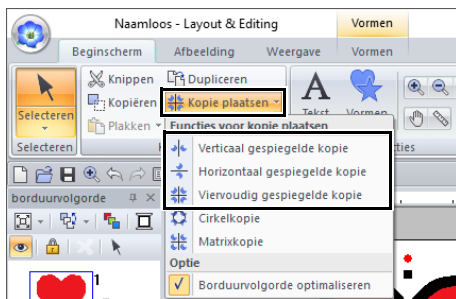 Naamloos - Layout & Editing
Vormen
Beginscherm Afbeelding Weergave Vormen
Knippen Dupliceren
Kopiëren Kopie plaatsen Tekst Vormen
Selecteren
Plakken Functies voor kopie plaatsen
Selecteren
Verticaal gespiegelde kopie
Horizontaal gespiegelde kopie
Viervoudig gespiegelde kopie
borduurvolgorde
Cirkelkopie
Matrixkopie
Optie
1
Borduurvolgorde optimaliseren